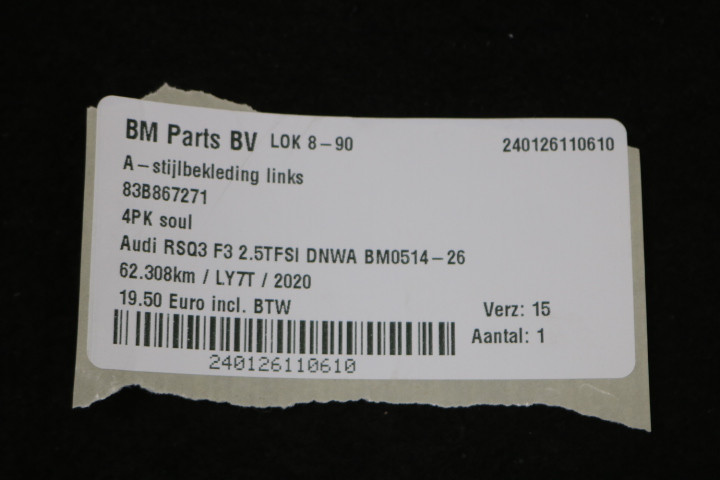 BM Parts BV LOK 8-90 240126110610
A-stijlbekleding links
83B867271
4PK soul
Audi RSQ3 F3 2.5TFSI DNWA BM0514-26
62.308km / LY7T / 2020
19.50 Euro incl. BTW Verz: 15
Aantal: 1
240126110610